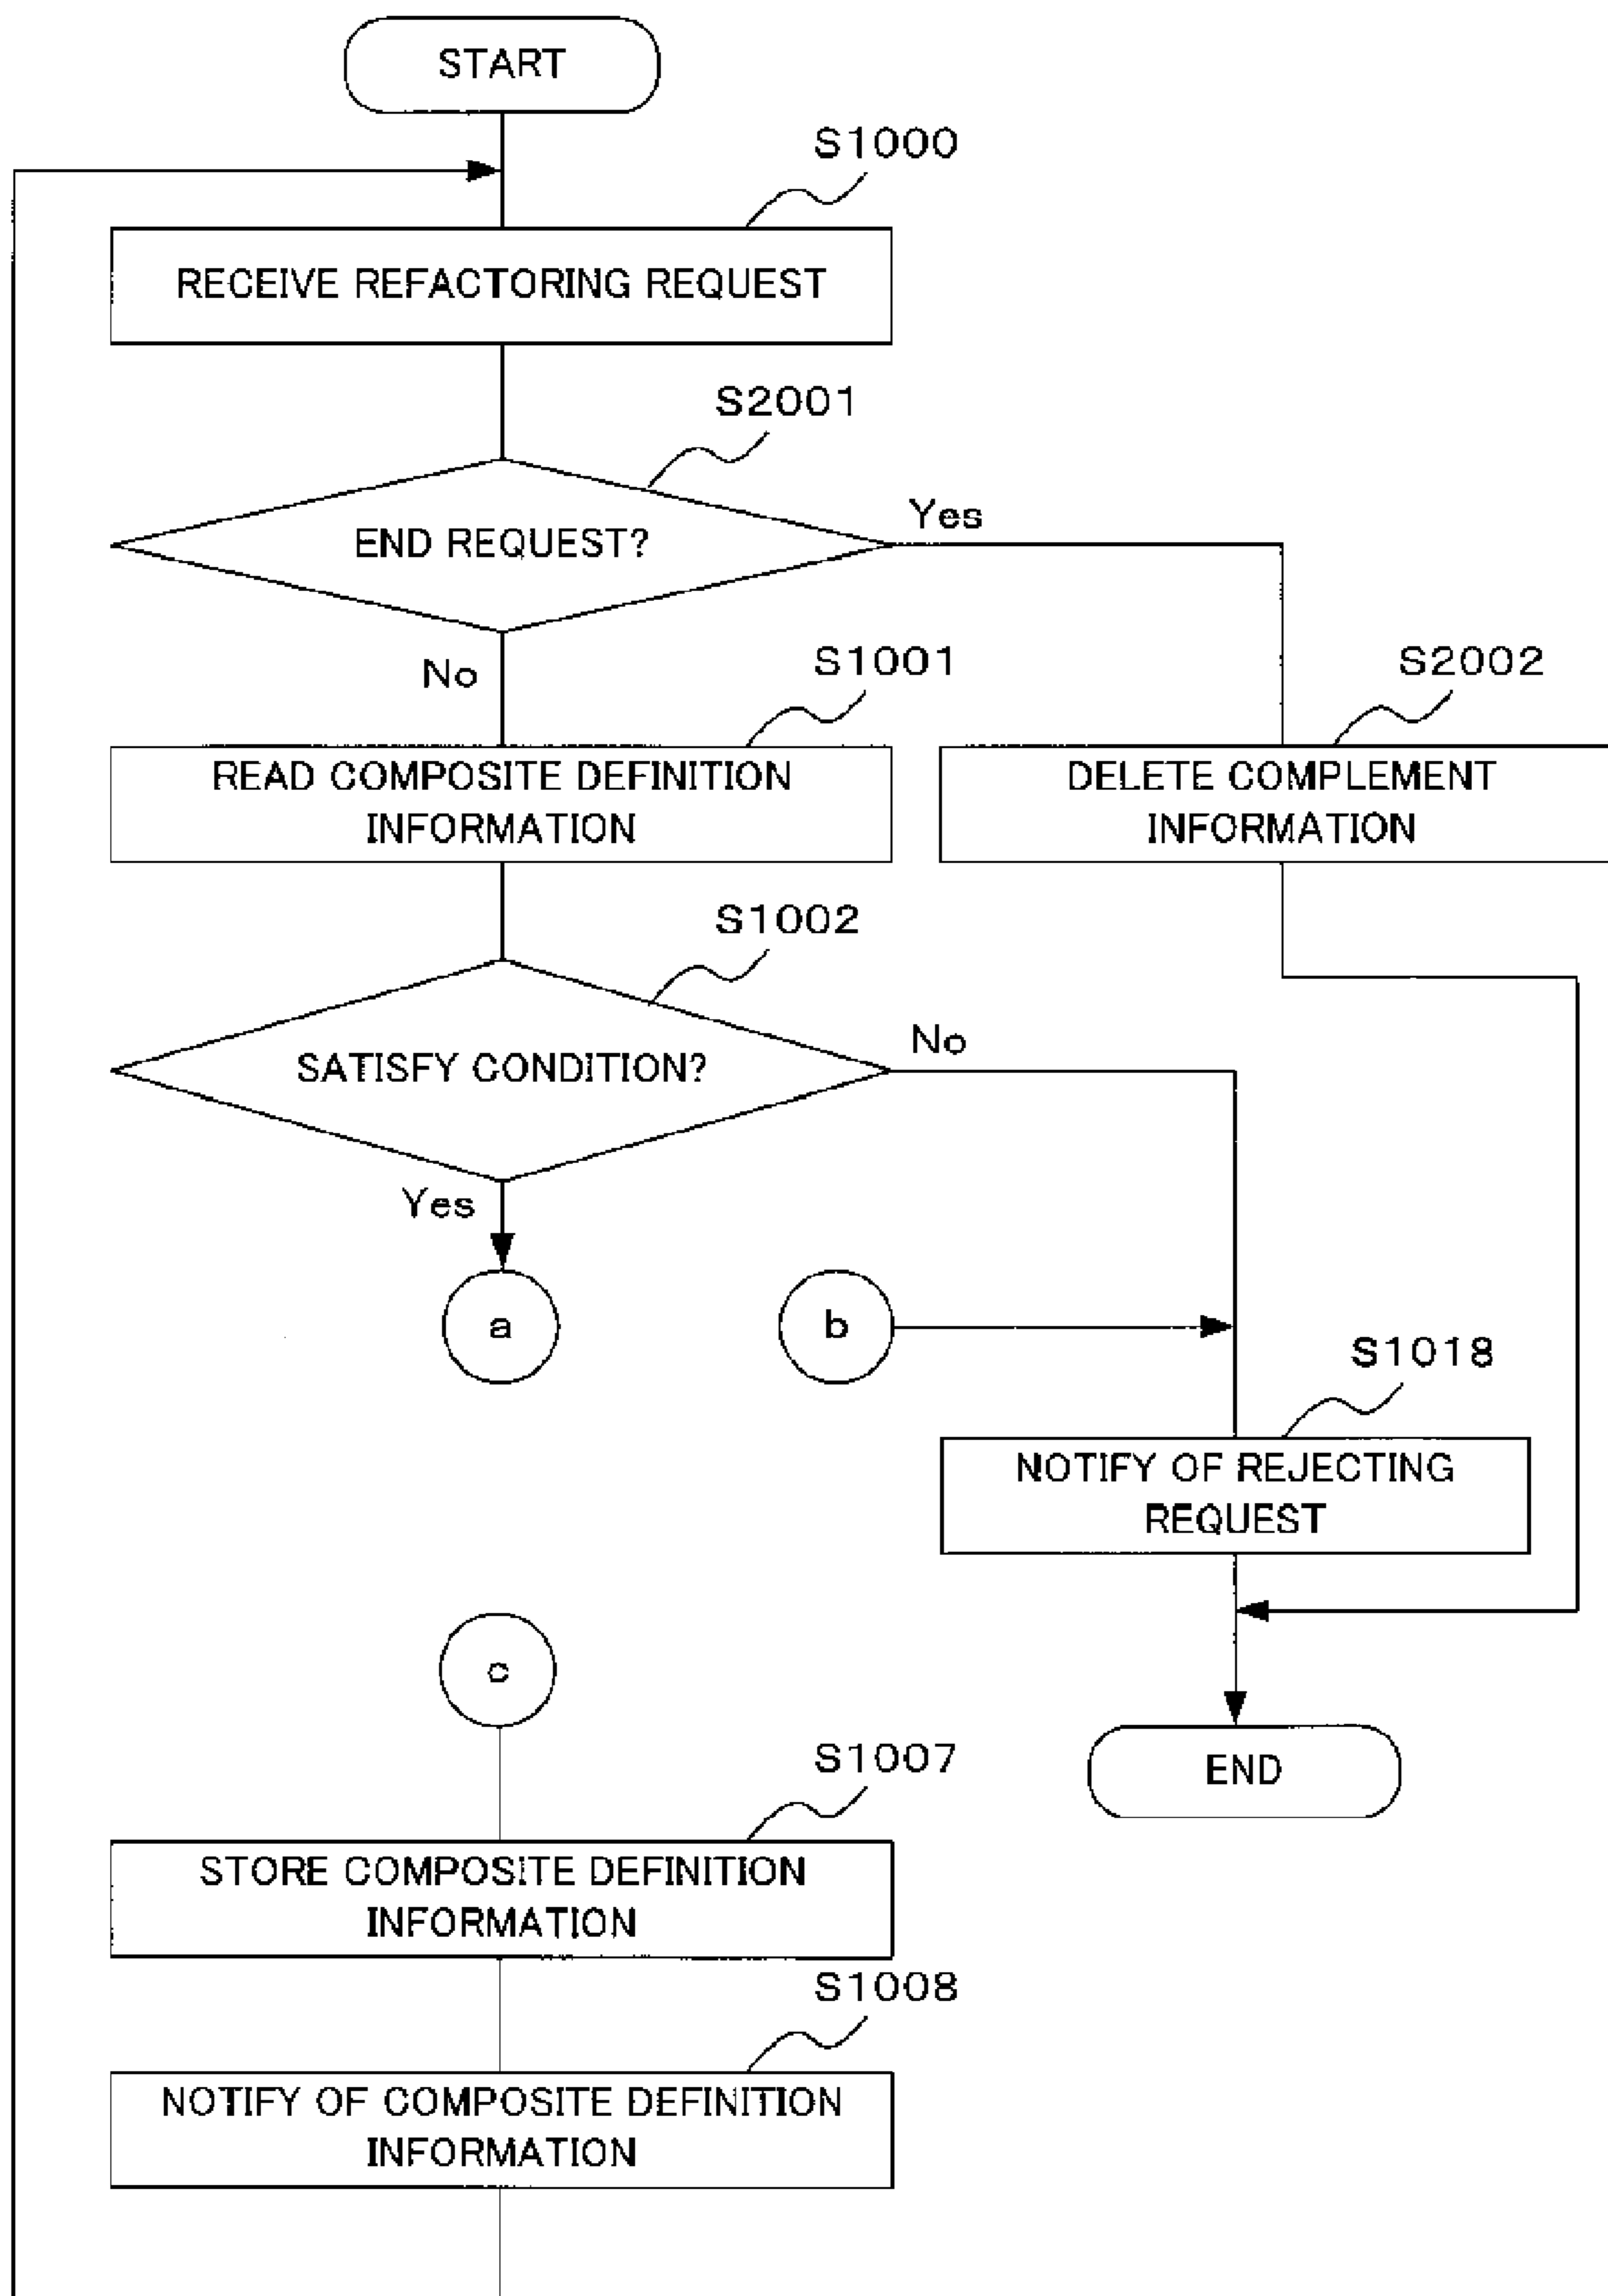 START
S1000
RECEIVE REFACTORING REQUEST
S2001
END REQUEST?
Yes
No
S1001
S2002
READ COMPOSITE DEFINITION
INFORMATION
DELETE COMPLEMENT
INFORMATION
S1002
SATISFY CONDITION?
No
Yes
a
b
S1018
NOTIFY OF REJECTING
REQUEST
c
END
S1007
STORE COMPOSITE DEFINITION
INFORMATION
S1008
NOTIFY OF COMPOSITE DEFINITION
INFORMATION